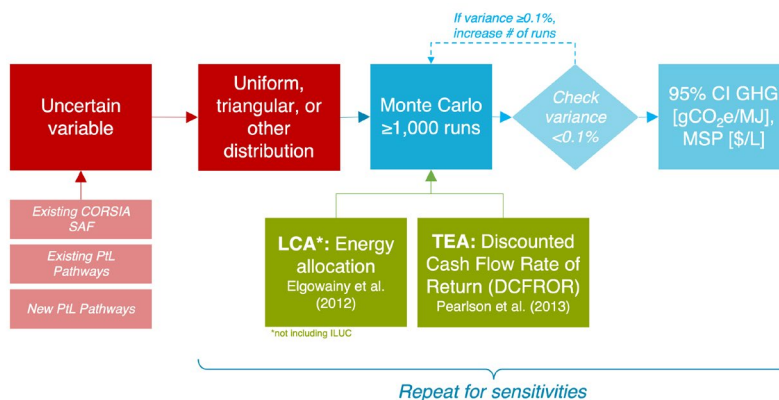 If variance ≥0.1%,
increase # of runs
Uncertain
variable
Uniform,
triangular, or
other
distribution
Monte Carlo
≥1,000 runs
Check
variance
<0.1%
95% CI GHG
[gCO₂e/MJ],
MSP [$/L]
Existing CORSIA
SAF
Existing PtL
Pathways
New PtL Pathways
LCA*: Energy
allocation
Elgowainy et al.
(2012)
*not including ILUC
TEA: Discounted
Cash Flow Rate of
Return (DCFROR)
Pearlson et al. (2013)
Repeat for sensitivities